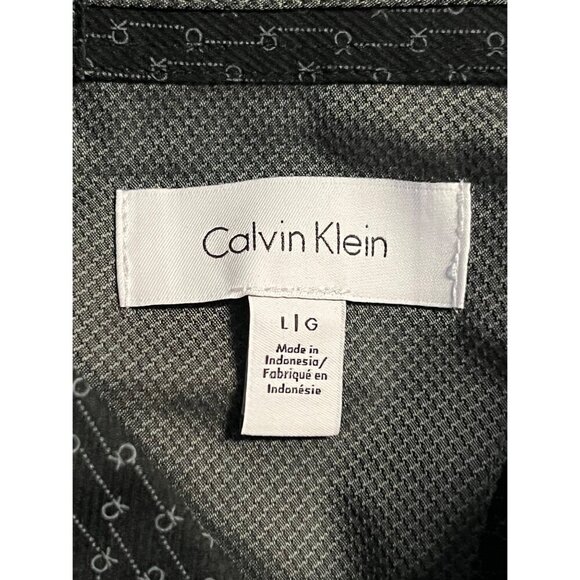 Calvin Klein
L|G
Made in
Indonesia/
Fabriqué en
Indonésie